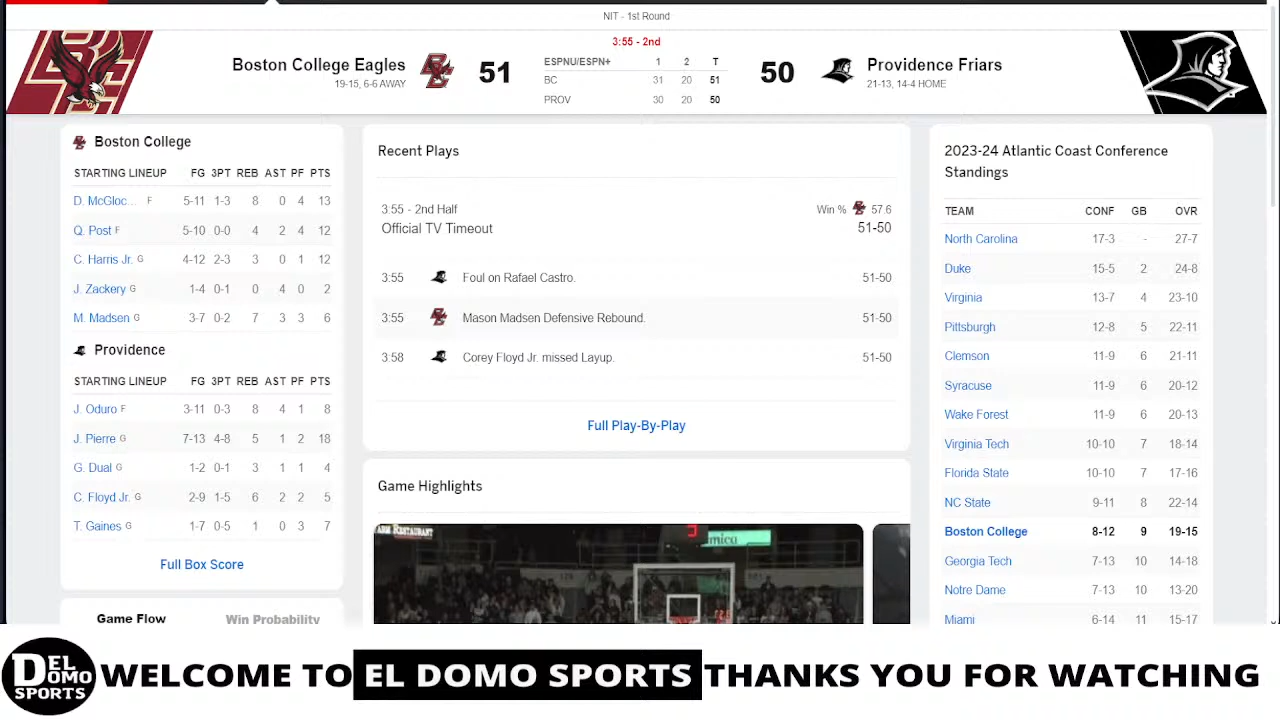 NIT - 1st Round
3:55 - 2nd
Boston College Eagles
19-15, 6-6 AWAY
51
ESPNU/ESPN+ 1 2 T
BC 31 20 51
PROV 30 20 50
50
Providence Friars
21-13, 14-4 HOME
Boston College
STARTING LINEUP FG 3PT REB AST PF PTS
D. McGloc... F 5-11 1-3 8 0 4 13
Q. Post F 5-10 0-0 4 2 4 12
C. Harris Jr. G 4-12 2-3 3 0 1 12
J. Zackery G 1-4 0-1 0 4 0 2
M. Madsen G 3-7 0-2 7 3 3 6
Providence
STARTING LINEUP FG 3PT REB AST PF PTS
J. Oduro F 3-11 0-3 8 4 1 8
J. Pierre G 7-13 4-8 5 1 2 18
G. Dual G 1-2 0-1 3 1 1 4
C. Floyd Jr. G 2-9 1-5 6 2 2 5
T. Gaines G 1-7 0-5 1 0 3 7
Full Box Score
Game Flow Win Probability
Recent Plays
3:55 - 2nd Half Win % 57.6
Official TV Timeout 51-50
3:55 Foul on Rafael Castro. 51-50
3:55 Mason Madsen Defensive Rebound. 51-50
3:58 Corey Floyd Jr. missed Layup. 51-50
Full Play-By-Play
Game Highlights
RESTAURANT
2023-24 Atlantic Coast Conference
Standings
TEAM CONF GB OVR
North Carolina 17-3 - 27-7
Duke 15-5 2 24-8
Virginia 13-7 4 23-10
Pittsburgh 12-8 5 22-11
Clemson 11-9 6 21-11
Syracuse 11-9 6 20-12
Wake Forest 11-9 6 20-13
Virginia Tech 10-10 7 18-14
Florida State 10-10 7 17-16
NC State 9-11 8 22-14
Boston College 8-12 9 19-15
Georgia Tech 7-13 10 14-18
Notre Dame 7-13 10 13-20
Miami 6-14 11 15-17
DEL
DOMO
SPORTS
WELCOME TO EL DOMO SPORTS THANKS YOU FOR WATCHING